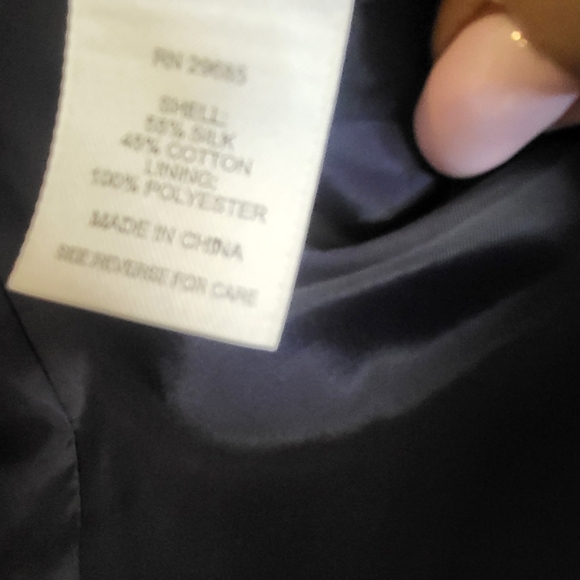 RN 29685
SHELL:
55% SILK
45% COTTON
LINING:
100% POLYESTER
MADE IN CHINA
SEE REVERSE FOR CARE